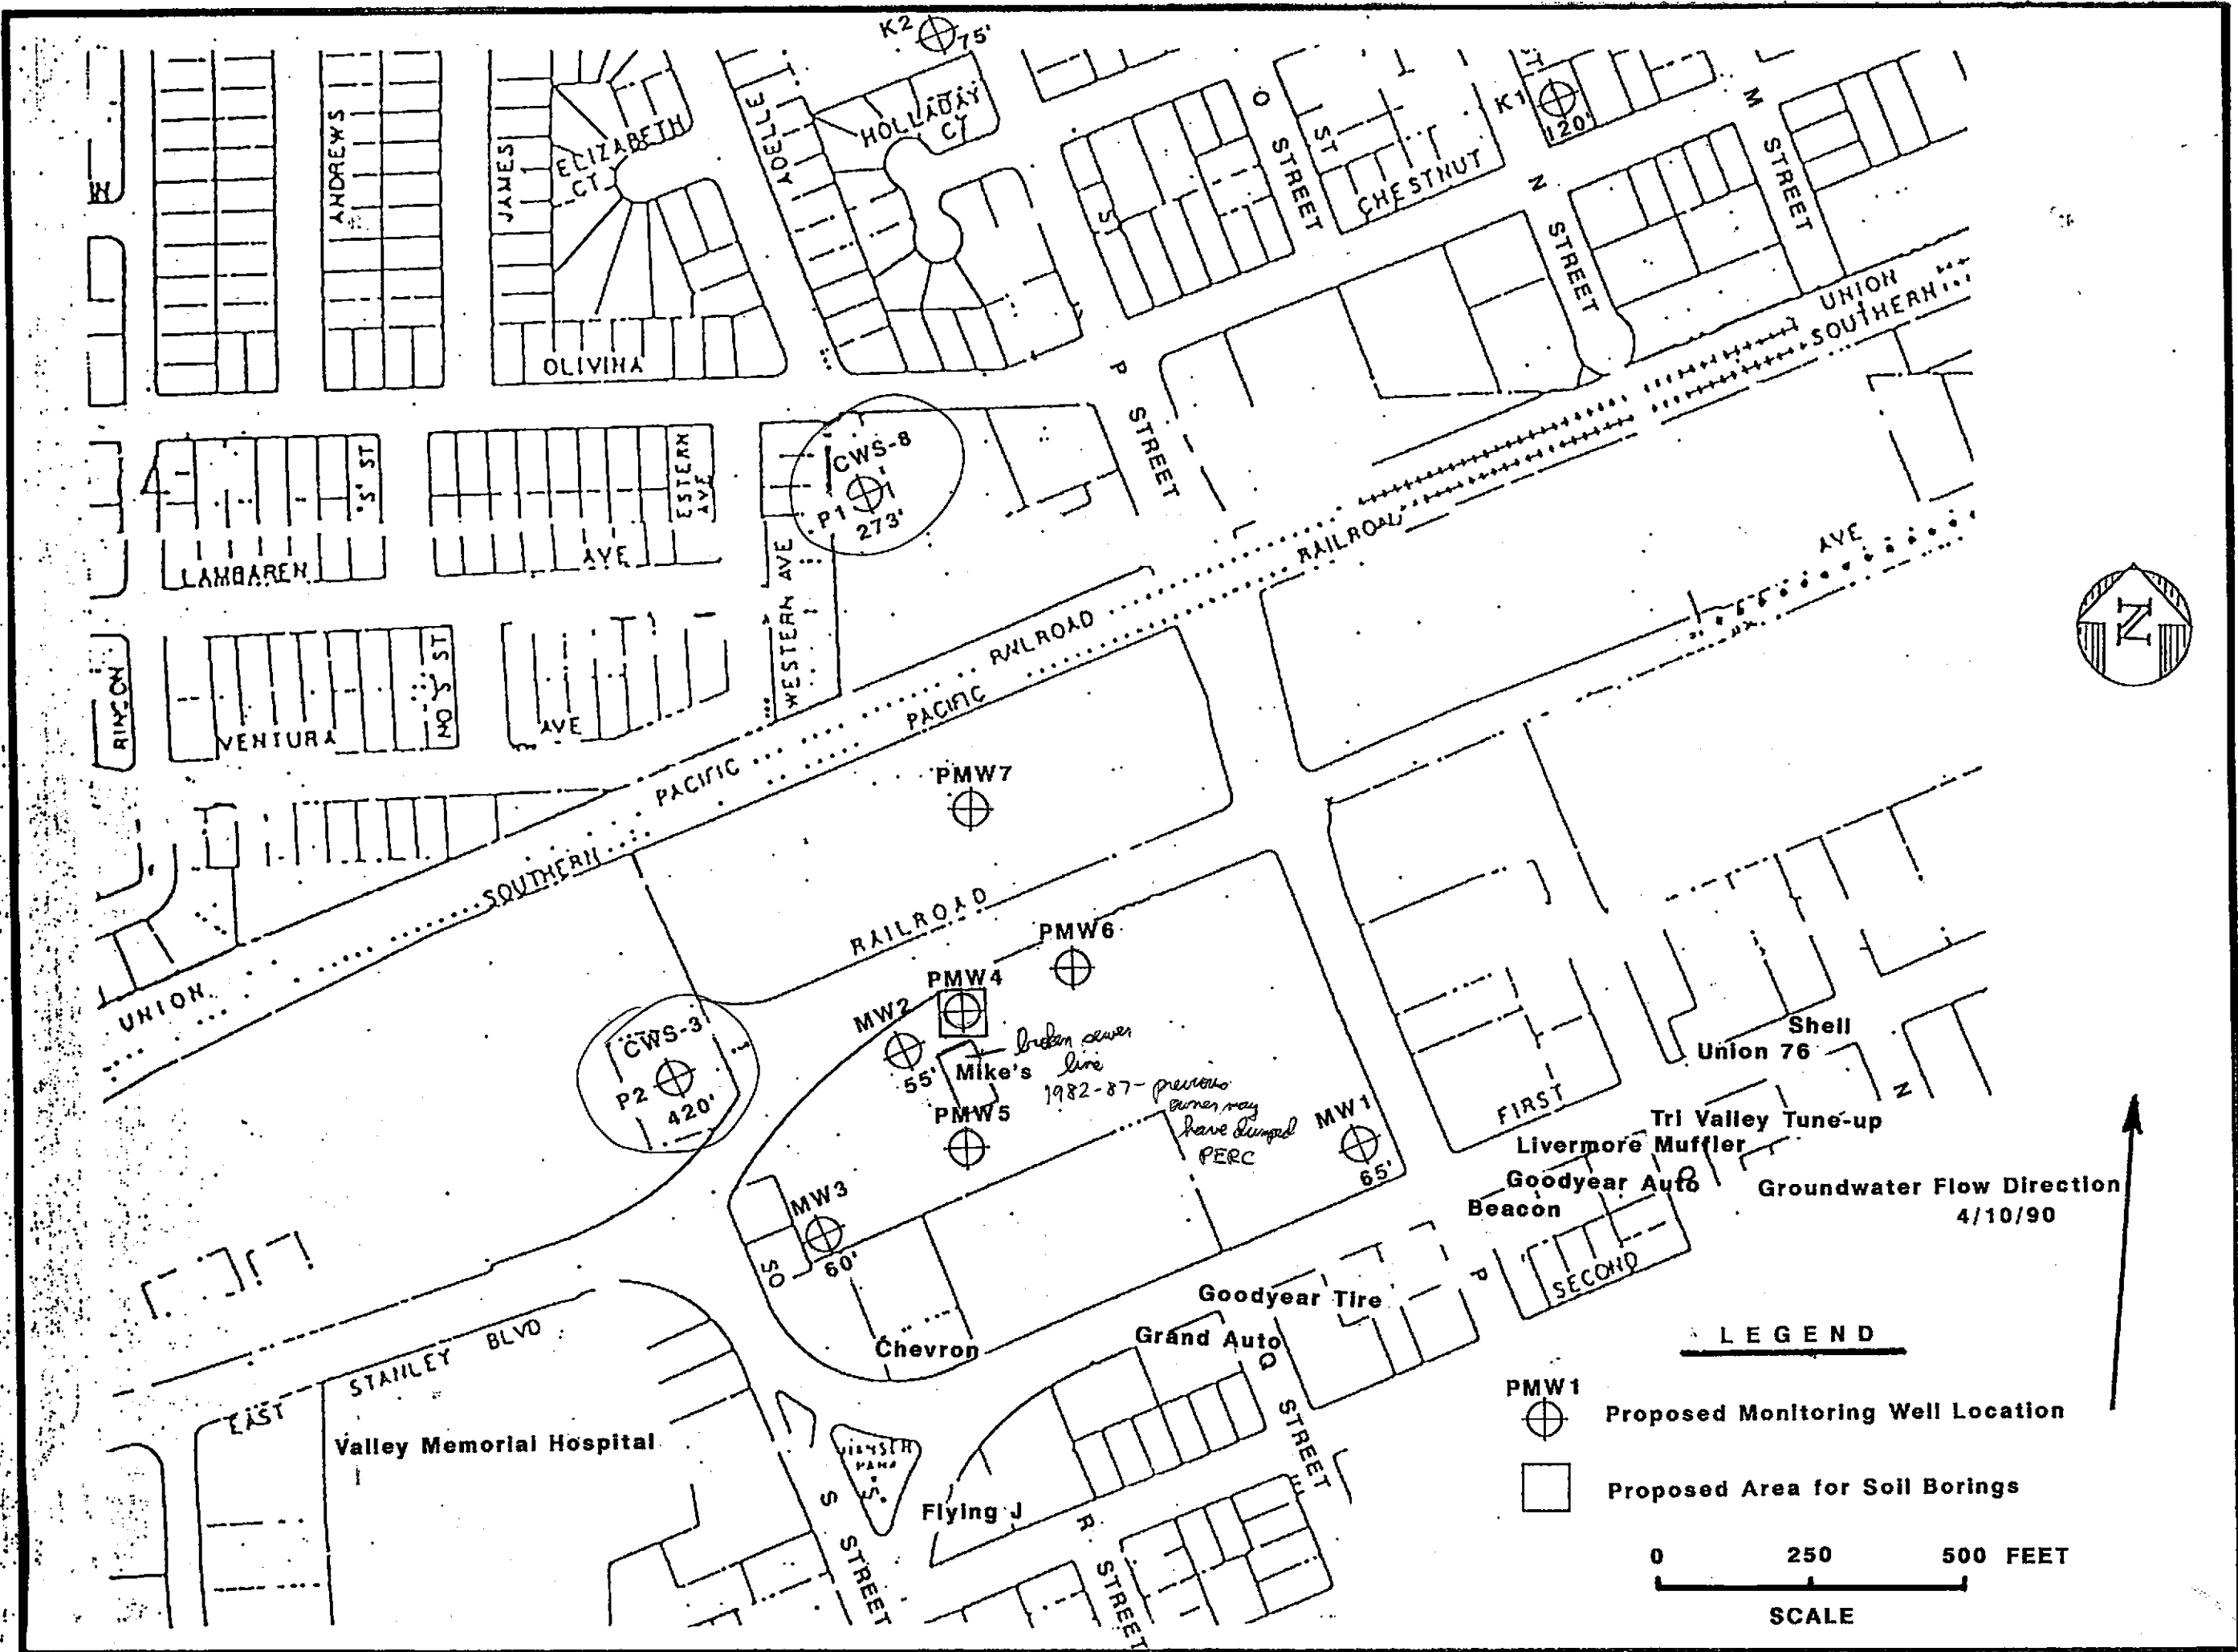 K2
75'
K1
120'
ANDREWS
JAMES
ELIZABETH
CT
ADELLE
HOLLADAY
CT
ST
O STREET
ST
CHESTNUT
N STREET
M STREET
UNION
SOUTHERN
OLIVINA
P STREET
'S' ST
ESTERN
AVE
CWS-8
P1
273'
LAMBAREN
AVE
WESTERN AVE
RAILROAD
RAILROAD
AVE
N
RINCON
VENTURA
NO S ST
AVE
PACIFIC
PACIFIC
PMW7
SOUTHERN
RAILROAD
UNION
PMW6
PMW4
MW2
55'
CWS-3
P2
420'
broken sewer
line
Mike's
1982-87- previous
owner may
have dumped
PERC
PMW5
MW1
65'
MW3
60'
SO
FIRST
Shell
Union 76
N
Tri Valley Tune-up
Livermore Muffler
Goodyear Auto
O
Beacon
Groundwater Flow Direction
4/10/90
SECOND
P
Goodyear Tire
Grand Auto
Chevron
Q STREET
EAST STANLEY BLVD
Valley Memorial Hospital
"S"
S STREET
Flying J
R STREET
LEGEND
PMW1
Proposed Monitoring Well Location
Proposed Area for Soil Borings
0 250 500 FEET
SCALE